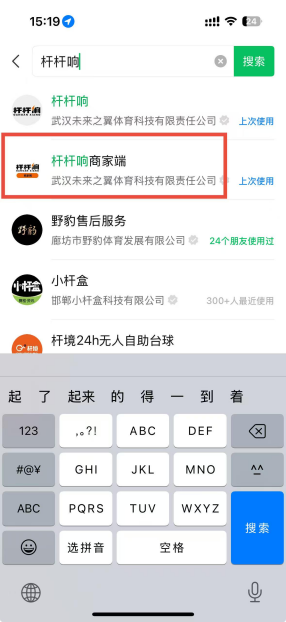 15:19
24
杆杆响
搜索
杆杆响
武汉未来之翼体育科技有限责任公司
上次使用
杆杆响商家端
武汉未来之翼体育科技有限责任公司
上次使用
野豹
野豹售后服务
廊坊市野豹体育发展有限公司
24个朋友使用过
小杆盒
小杆盒
邯郸小杆盒科技有限公司
300+人最近使用
杆境24h无人自助台球
起 了 起来 的 得 一 到 着
123 ,。?! ABC DEF
#@¥ GHI JKL MNO ^^
ABC PQRS TUV WXYZ
搜索
选拼音 空格